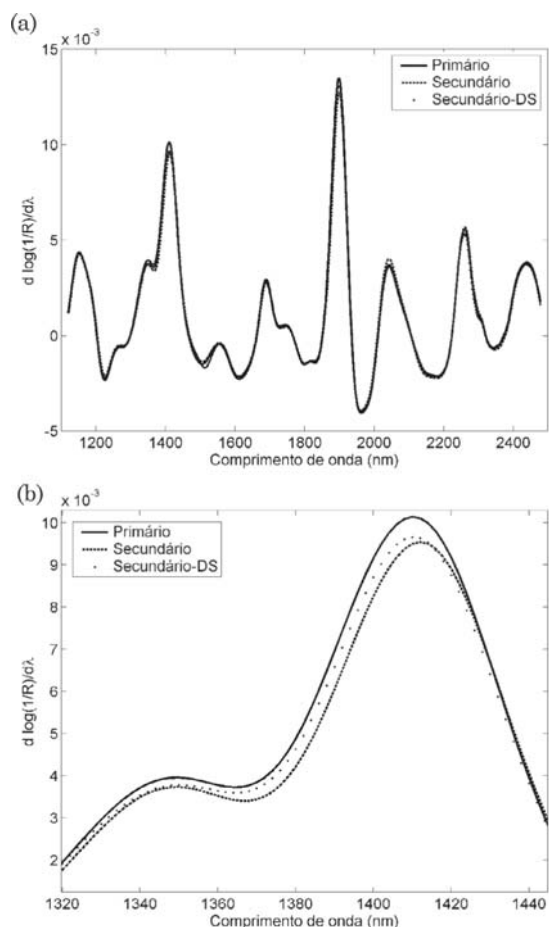 (a)
x 10⁻³
15
Primário
Secundário
Secundário-DS
10
5
0
-5
d log(1/R)/dλ
1200 1400 1600 1800 2000 2200 2400
Comprimento de onda (nm)
(b)
x 10⁻³
10
Primário
Secundário
Secundário-DS
9
8
7
6
5
4
3
2
d log(1/R)/dλ
1320 1340 1360 1380 1400 1420 1440
Comprimento de onda (nm)